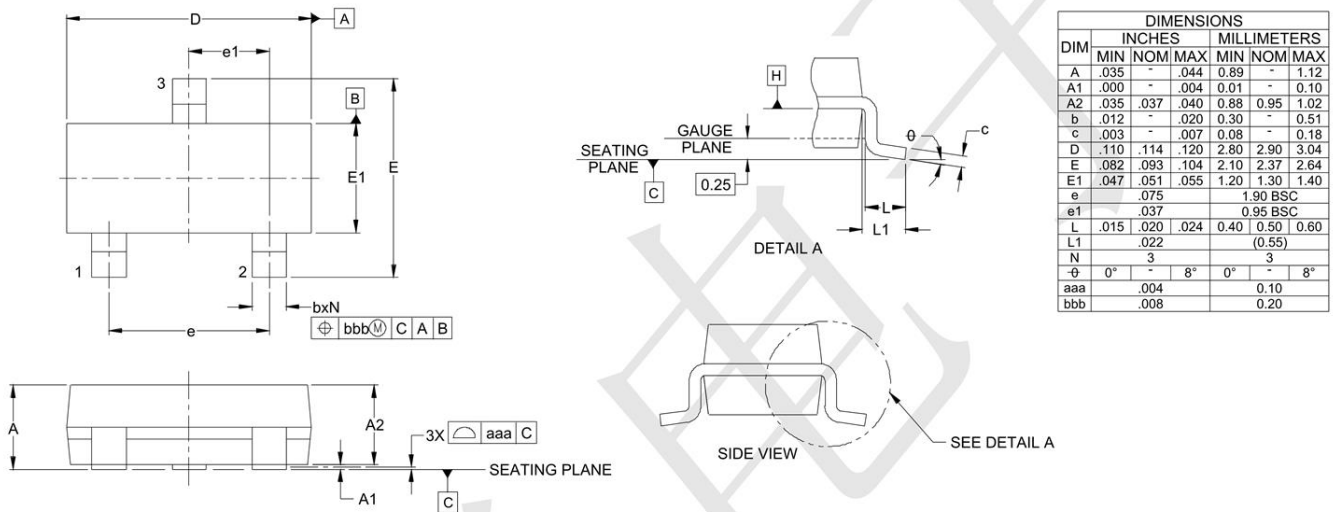 D
A
e1
3
B
E1
E
1
2
bxN
e
⌖ bbbⓂ C A B
A
A2
3X ⌓ aaa C
SEATING PLANE
A1
C
H
GAUGE
PLANE
SEATING
PLANE
C
0.25
θ
c
L
L1
DETAIL A
SIDE VIEW
SEE DETAIL A
DIMENSIONS
DIM INCHES MILLIMETERS
MIN NOM MAX MIN NOM MAX
A .035 - .044 0.89 - 1.12
A1 .000 - .004 0.01 - 0.10
A2 .035 .037 .040 0.88 0.95 1.02
b .012 - .020 0.30 - 0.51
c .003 - .007 0.08 - 0.18
D .110 .114 .120 2.80 2.90 3.04
E .082 .093 .104 2.10 2.37 2.64
E1 .047 .051 .055 1.20 1.30 1.40
e .075 1.90 BSC
e1 .037 0.95 BSC
L .015 .020 .024 0.40 0.50 0.60
L1 .022 (0.55)
N 3 3
θ 0° - 8° 0° - 8°
aaa .004 0.10
bbb .008 0.20